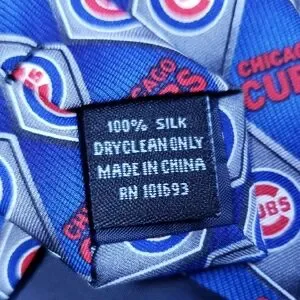 CHICAGO
CUBS
CHICAGO
CUBS
100% SILK
DRYCLEAN ONLY
MADE IN CHINA
RN 101693
UBS